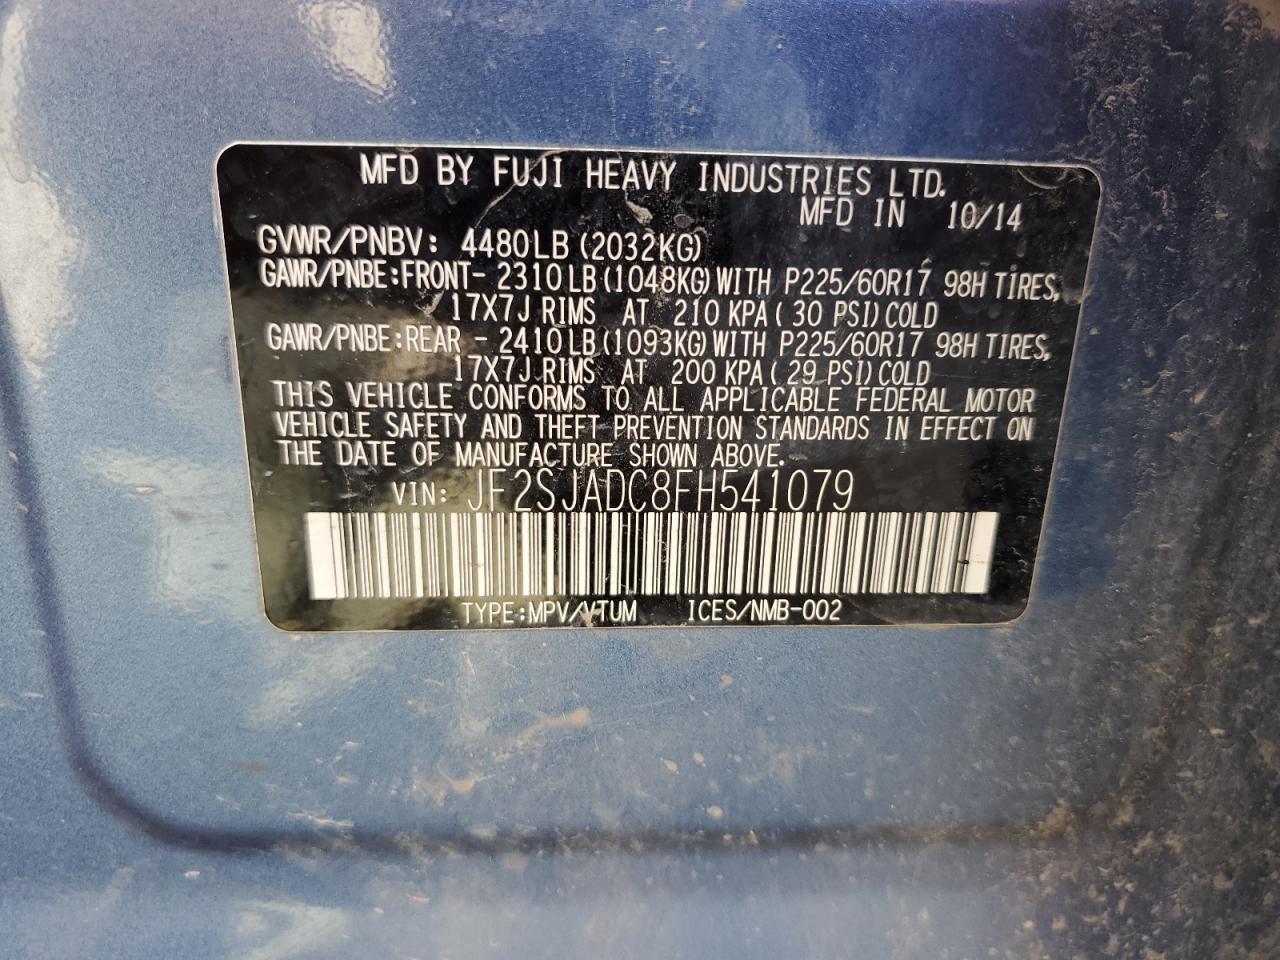 MFD BY FUJI HEAVY INDUSTRIES LTD.
MFD IN 10/14
GVWR/PNBV: 4480LB (2032KG)
GAWR/PNBE:FRONT- 2310LB (1048KG) WITH P225/60R17 98H TIRES,
17X7J RIMS AT 210 KPA( 30 PSI) COLD
GAWR/PNBE:REAR - 2410LB (1093KG) WITH P225/60R17 98H TIRES,
17X7J RIMS AT 200 KPA( 29 PSI) COLD
THIS VEHICLE CONFORMS TO ALL APPLICABLE FEDERAL MOTOR
VEHICLE SAFETY AND THEFT PREVENTION STANDARDS IN EFFECT ON
THE DATE OF MANUFACTURE SHOWN ABOVE.
VIN: JF2SJADC8FH541079
TYPE:MPV/VTUM ICES/NMB-002